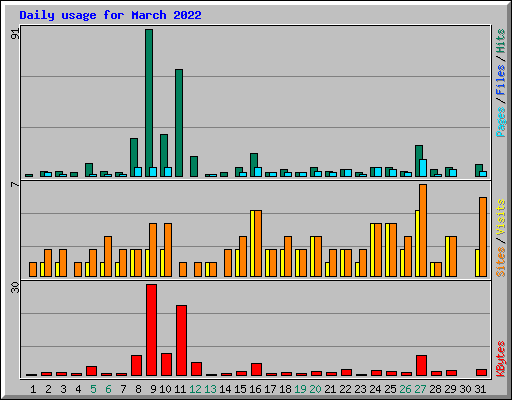 Daily usage for March 2022
91
Pages / Files / Hits
7
Sites / Visits
30
KBytes
1 2 3 4 5 6 7 8 9 10 11 12 13 14 15 16 17 18 19 20 21 22 23 24 25 26 27 28 29 30 31